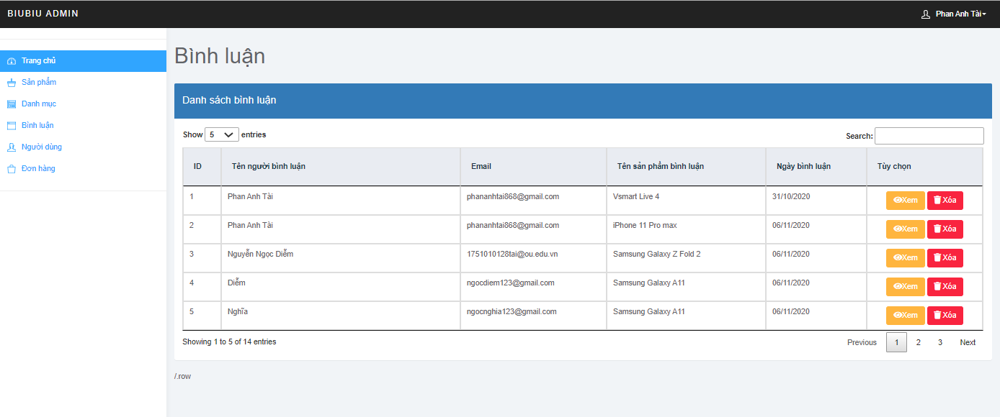 BIUBIU ADMIN
Phan Anh Tài
Trang chủ
Sản phẩm
Danh mục
Bình luận
Người dùng
Đơn hàng
Bình luận
Danh sách bình luận
Show 5 entries
Search:
ID Tên người bình luận Email Tên sản phẩm bình luận Ngày bình luận Tùy chọn
1 Phan Anh Tài phananhtai868@gmail.com Vsmart Live 4 31/10/2020 Xem Xóa
2 Phan Anh Tài phananhtai868@gmail.com iPhone 11 Pro max 06/11/2020 Xem Xóa
3 Nguyễn Ngọc Diễm 1751010128tai@ou.edu.vn Samsung Galaxy Z Fold 2 06/11/2020 Xem Xóa
4 Diễm ngocdiem123@gmail.com Samsung Galaxy A11 06/11/2020 Xem Xóa
5 Nghĩa ngocnghia123@gmail.com Samsung Galaxy A11 06/11/2020 Xem Xóa
Showing 1 to 5 of 14 entries
Previous 1 2 3 Next
/.row